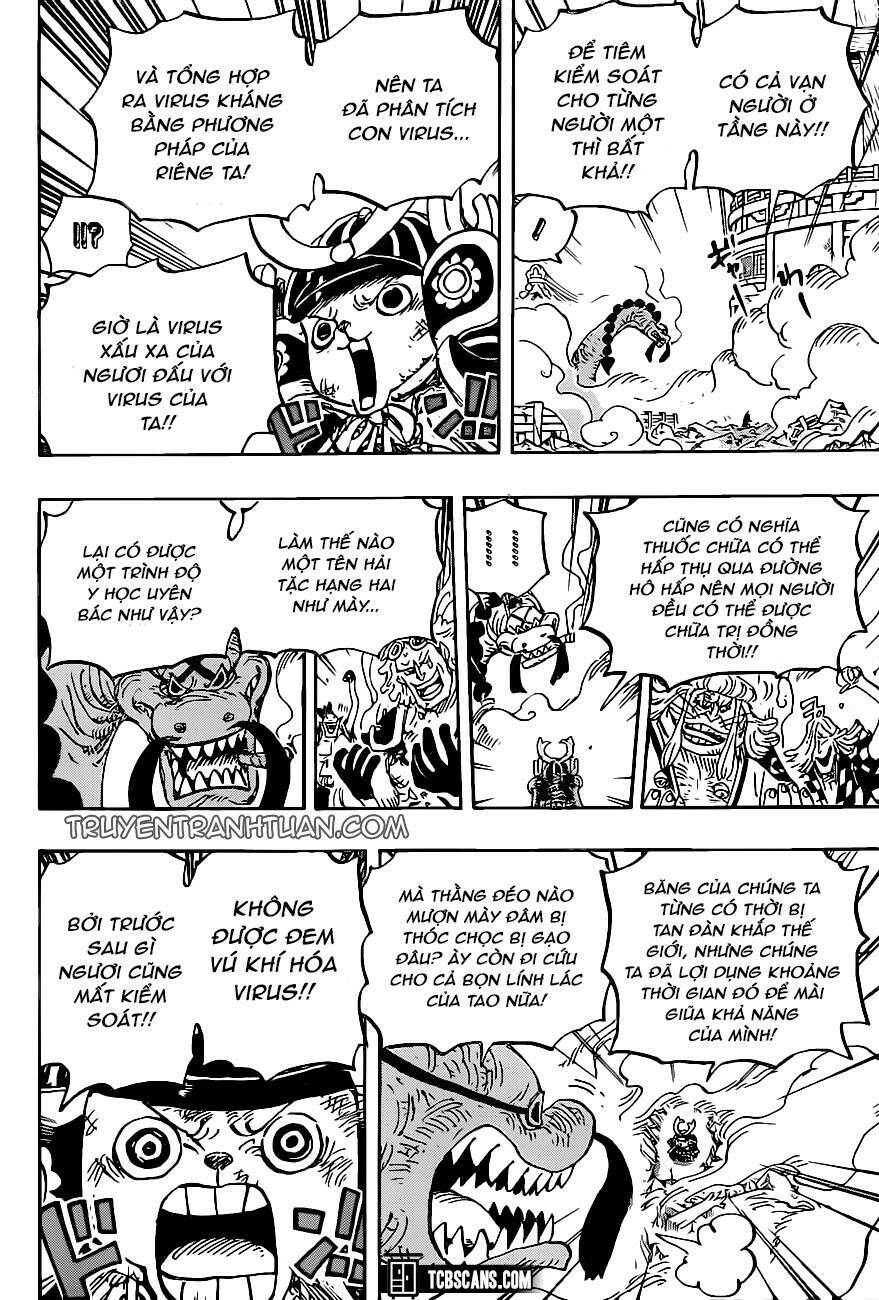 CÓ CẢ VẠN
NGƯỜI Ở
TẦNG NÀY!!
ĐỂ TIÊM
KIỂM SOÁT
CHO TỪNG
NGƯỜI MỘT
THÌ BẤT
KHẢ!!
NÊN TA
ĐÃ PHÂN TÍCH
CON VIRUS...
VÀ TỔNG HỢP
RA VIRUS KHÁNG
BẰNG PHƯƠNG
PHÁP CỦA
RIÊNG TA!
!!?
GIỜ LÀ VIRUS
XẤU XA CỦA
NGƯƠI ĐẤU VỚI
VIRUS CỦA
TA!!
ドドン
CŨNG CÓ NGHĨA
THUỐC CHỮA CÓ THỂ
HẤP THỤ QUA ĐƯỜNG
HÔ HẤP NÊN MỌI NGƯỜI
ĐỀU CÓ THỂ ĐƯỢC
CHỮA TRỊ ĐỒNG
THỜI!!
LÀM THẾ NÀO
MỘT TÊN HẢI
TẶC HẠNG HAI
NHƯ MÀY...
LẠI CÓ ĐƯỢC
MỘT TRÌNH ĐỘ
Y HỌC UYÊN
BÁC NHƯ VẬY?
TRUYENTRANHTUAN.COM
BĂNG CỦA CHÚNG TA
TỪNG CÓ THỜI BỊ
TAN ĐÀN KHẮP THẾ
GIỚI, NHƯNG CHÚNG
TA ĐÃ LỢI DỤNG KHOẢNG
THỜI GIAN ĐÓ ĐỂ MÀI
GIŨA KHẢ NĂNG
CỦA MÌNH!
MÀ THẰNG ĐÉO NÀO
MƯỢN MÀY ĐÂM BỊ
THÓC CHỌC BỊ GẠO
ĐÂU? ÀY CÒN ĐI CỨU
CHO CẢ BỌN LÍNH LÁC
CỦA TAO NỮA!
KHÔNG
ĐƯỢC ĐEM
VÚ KHÍ HÓA
VIRUS!!
BỞI TRƯỚC
SAU GÌ
NGƯƠI CŨNG
MẤT KIỂM
SOÁT!!
ドドン
TCBSCANS.COM